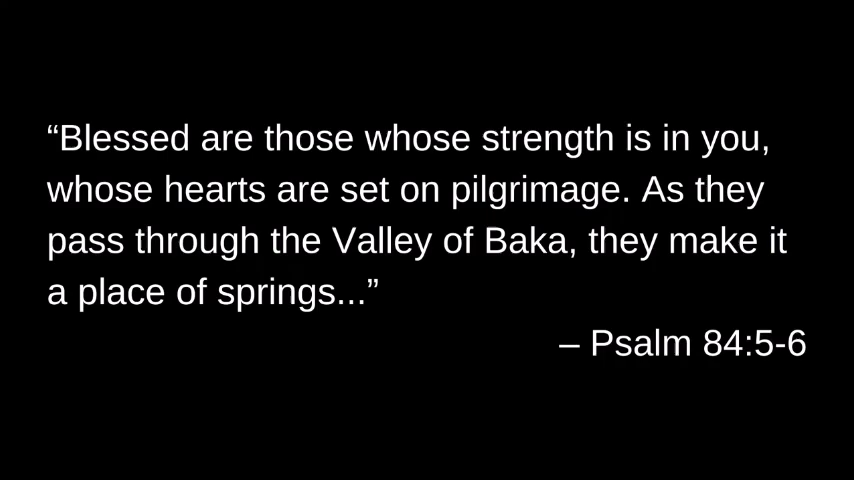 “Blessed are those whose strength is in you,
whose hearts are set on pilgrimage. As they
pass through the Valley of Baka, they make it
a place of springs...”
– Psalm 84:5-6